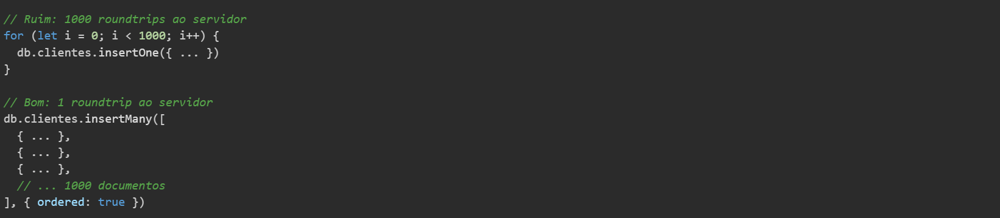 // Ruim: 1000 roundtrips ao servidor
for (let i = 0; i < 1000; i++) {
  db.clientes.insertOne({ ... })
}

// Bom: 1 roundtrip ao servidor
db.clientes.insertMany([
  { ... },
  { ... },
  { ... },
  // ... 1000 documentos
], { ordered: true })